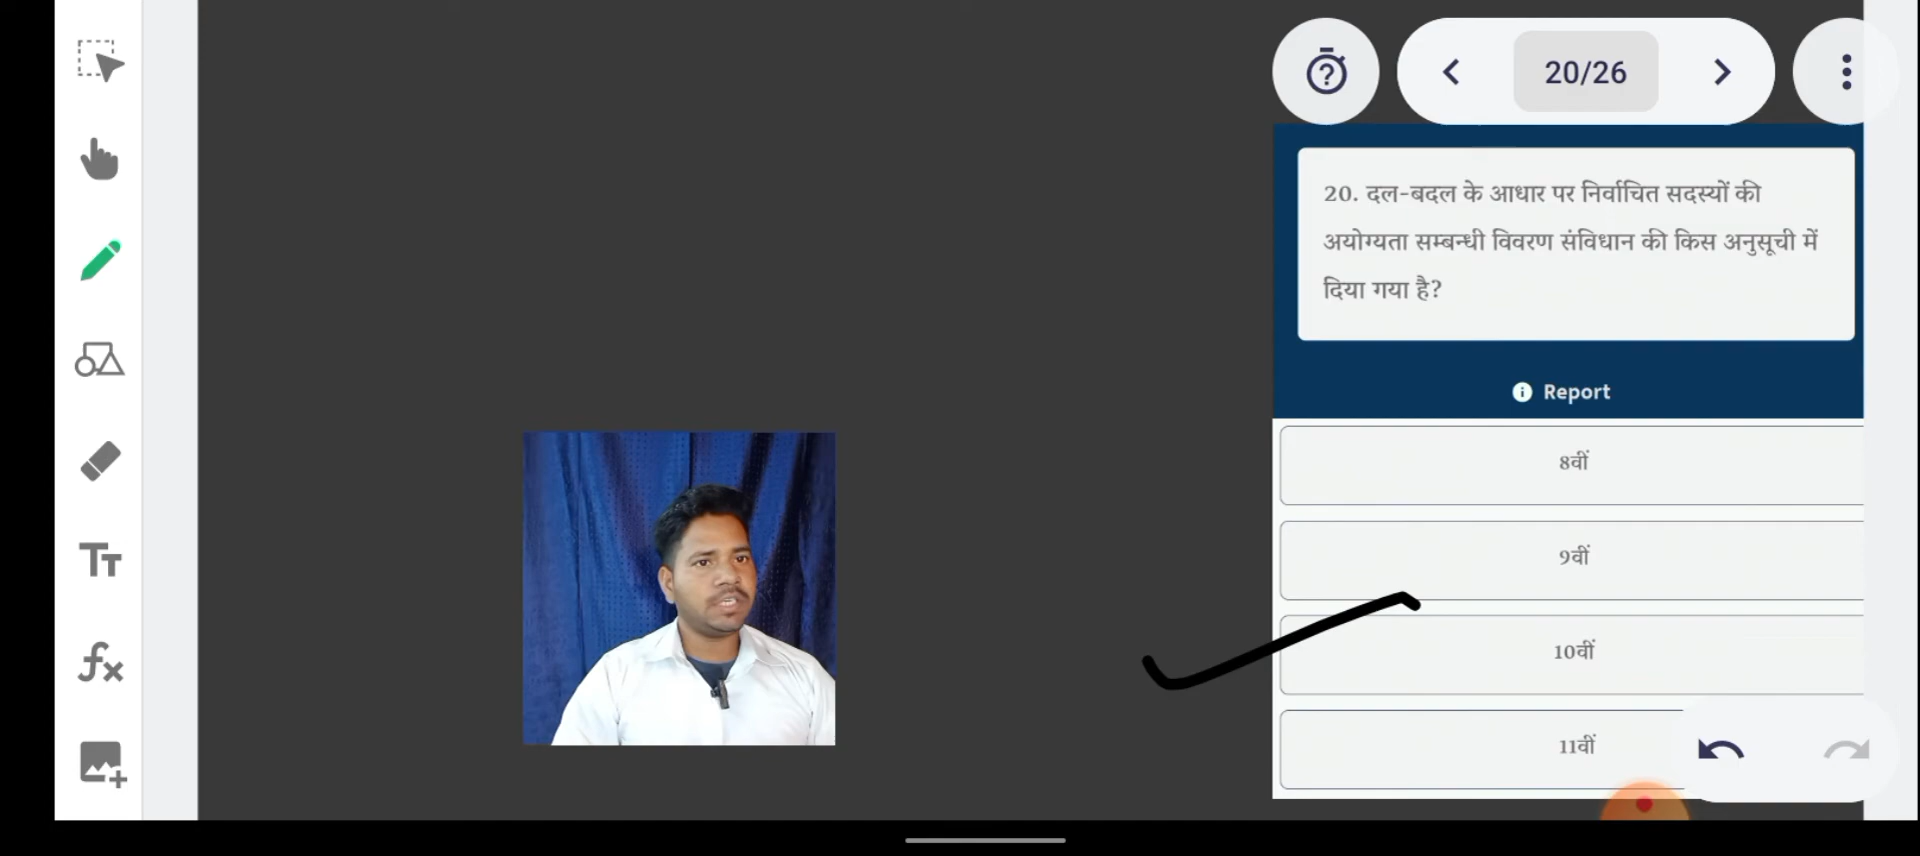 20/26
20. दल-बदल के आधार पर निर्वाचित सदस्यों की
अयोग्यता सम्बन्धी विवरण संविधान की किस अनुसूची में
दिया गया है?
Report
8वीं
9वीं
10वीं
11वीं